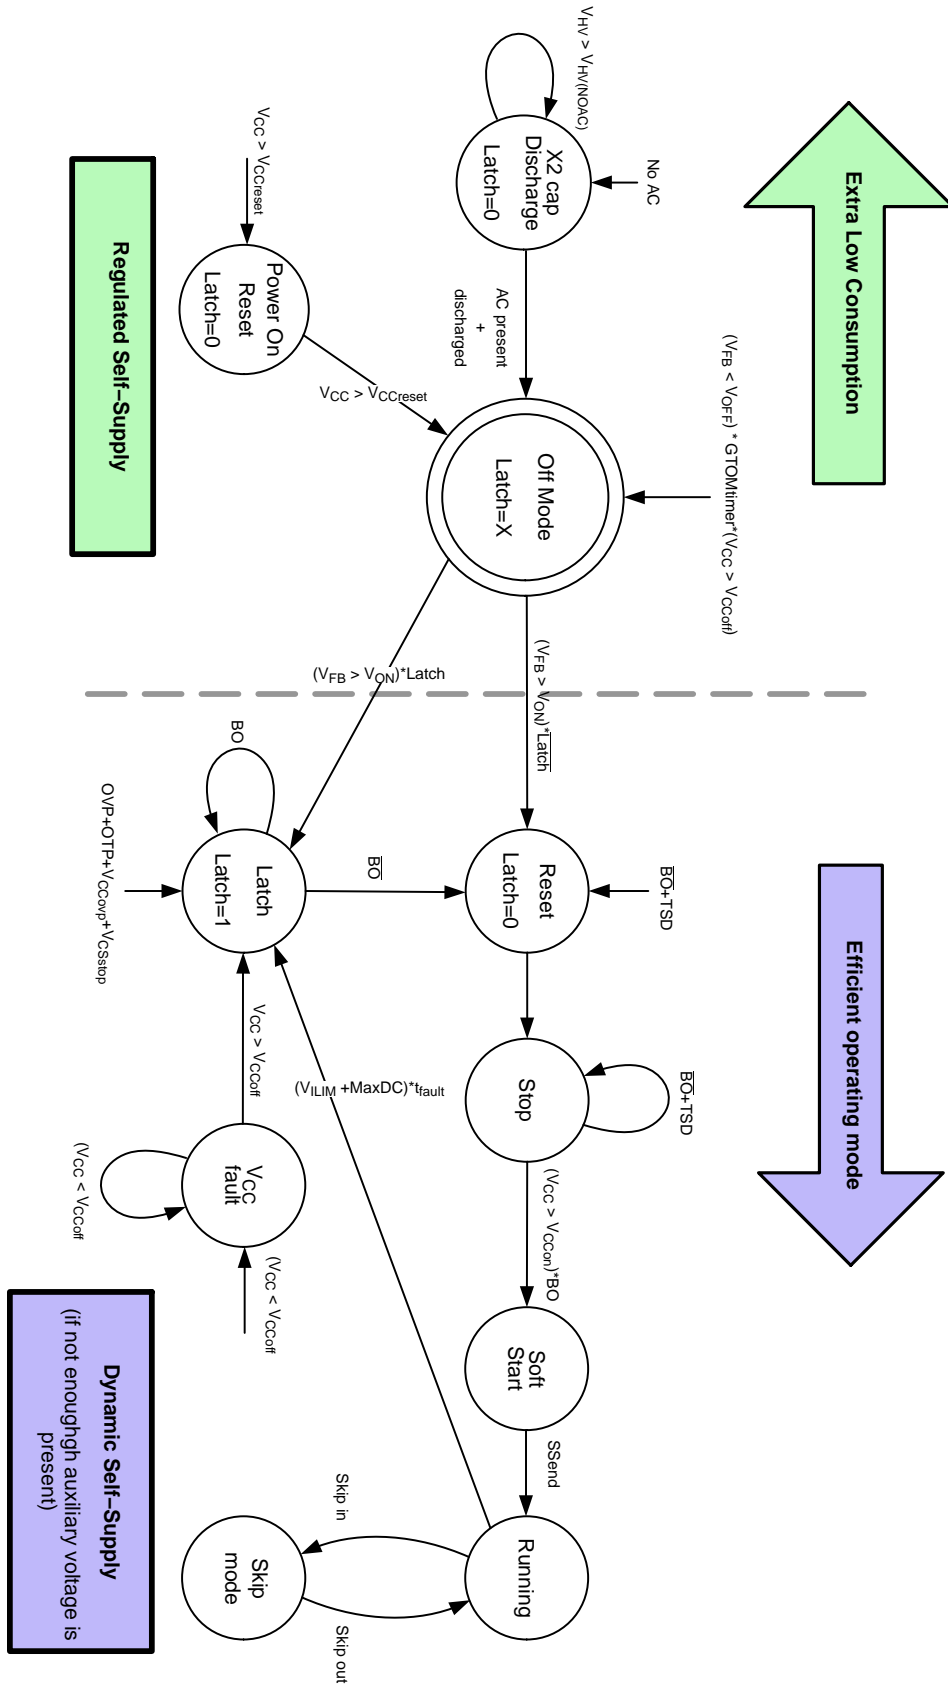 Extra Low Consumption
Efficient operating mode
(VFB < VOFF) * GTOMtimer*(VCC > VCCoff)
No AC
BO+TSD
BO+TSD
VHV > VHV(NOAC)
X2 cap
Discharge
Latch=0
AC present
+
discharged
Off Mode
Latch=X
(VFB > VON)*Latch
Reset
Latch=0
Stop
(VCC > VCCon)*BO
Soft
Start
SSend
Running
VCC > VCCreset
Power On
Reset
Latch=0
VCC > VCCreset
(VFB > VON)*Latch
BO
BO
Latch
Latch=1
OVP+OTP+VCCovp+VCSstop
VCC > VCCoff
(VILIM +MaxDC)*tfault
VCC
fault
(VCC < VCCoff
(VCC < VCCoff
Skip in
Skip
mode
Skip out
Regulated Self−Supply
Dynamic Self−Supply
(if not enoughgh auxiliary voltage is
present)